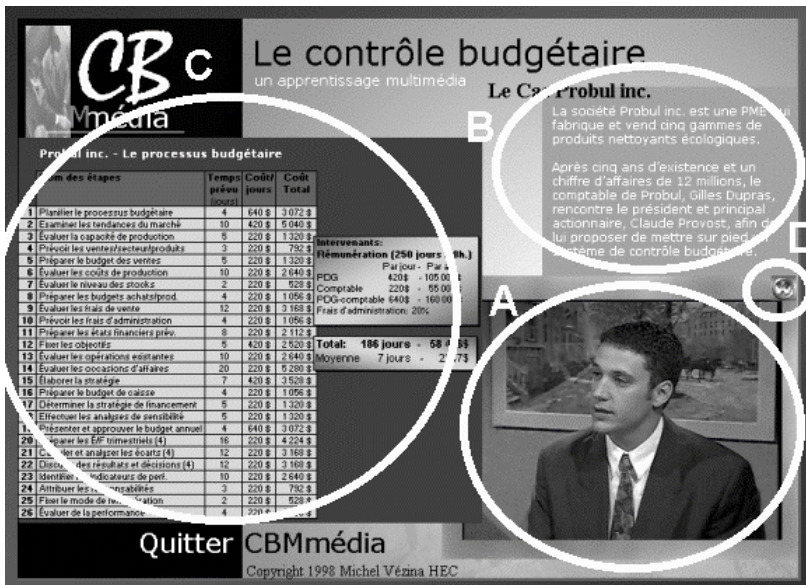 CB
Mmédia
C
Le contrôle budgétaire
un apprentissage multimédia
Le Cas Probul inc.
B
La société Probul inc. est une PME qui
fabrique et vend cinq gammes de
produits nettoyants écologiques.
Après cinq ans d'existence et un
chiffre d'affaires de 12 millions, le
comptable de Probul, Gilles Dupras,
rencontre le président et principal
actionnaire, Claude Provost, afin de
lui proposer de mettre sur pied un
système de contrôle budgétaire.
D
A
Probul inc. - Le processus budgétaire
Nom des étapes Temps prévu (jours) Coût/jours Coût Total
1 Planifier le processus budgétaire 4 640 $ 3 072 $
2 Examiner les tendances du marché 10 420 $ 5 040 $
3 Évaluer la capacité de production 5 220 $ 1 320 $
4 Prévoir les ventes/secteur/produits 3 220 $ 792 $
5 Préparer le budget des ventes 5 220 $ 1 320 $
6 Évaluer les coûts de production 10 220 $ 2 640 $
7 Évaluer le niveau des stocks 2 220 $ 528 $
8 Préparer les budgets achats/prod. 4 220 $ 1 056 $
9 Évaluer les frais de vente 12 220 $ 3 168 $
10 Prévoir les frais d'administration 4 220 $ 1 056 $
11 Préparer les états financiers prév. 8 220 $ 2 112 $
12 Fixer les objectifs 5 420 $ 2 520 $
13 Évaluer les opérations existantes 10 220 $ 2 640 $
14 Évaluer les occasions d'affaires 20 220 $ 5 280 $
15 Élaborer la stratégie 7 420 $ 3 528 $
16 Préparer le budget de caisse 4 220 $ 1 056 $
17 Déterminer la stratégie de financement 5 220 $ 1 320 $
18 Effectuer les analyses de sensibilité 5 220 $ 1 320 $
19 Présenter et approuver le budget annuel 4 640 $ 3 072 $
20 Préparer les É/F trimestriels (4) 16 220 $ 4 224 $
21 Calculer et analyser les écarts (4) 12 220 $ 3 168 $
22 Discuter des résultats et décisions (4) 12 220 $ 3 168 $
23 Identifier les indicateurs de perf. 10 220 $ 2 640 $
24 Attribuer les responsabilités 3 220 $ 792 $
25 Fixer le mode de rémunération 2 220 $ 528 $
26 Évaluer de la performance 4 220 $
Intervenants:
Rémunération (250 jours
Par jour - Par
PDG 420$ -
Comptable 220$ -
PDG-comptable 640$ -
Frais d'administration: 20%
Total: 186 jours -
Moyenne 7 jours -
Quitter CBMmédia
Copyright 1998 Michel Vézina HEC